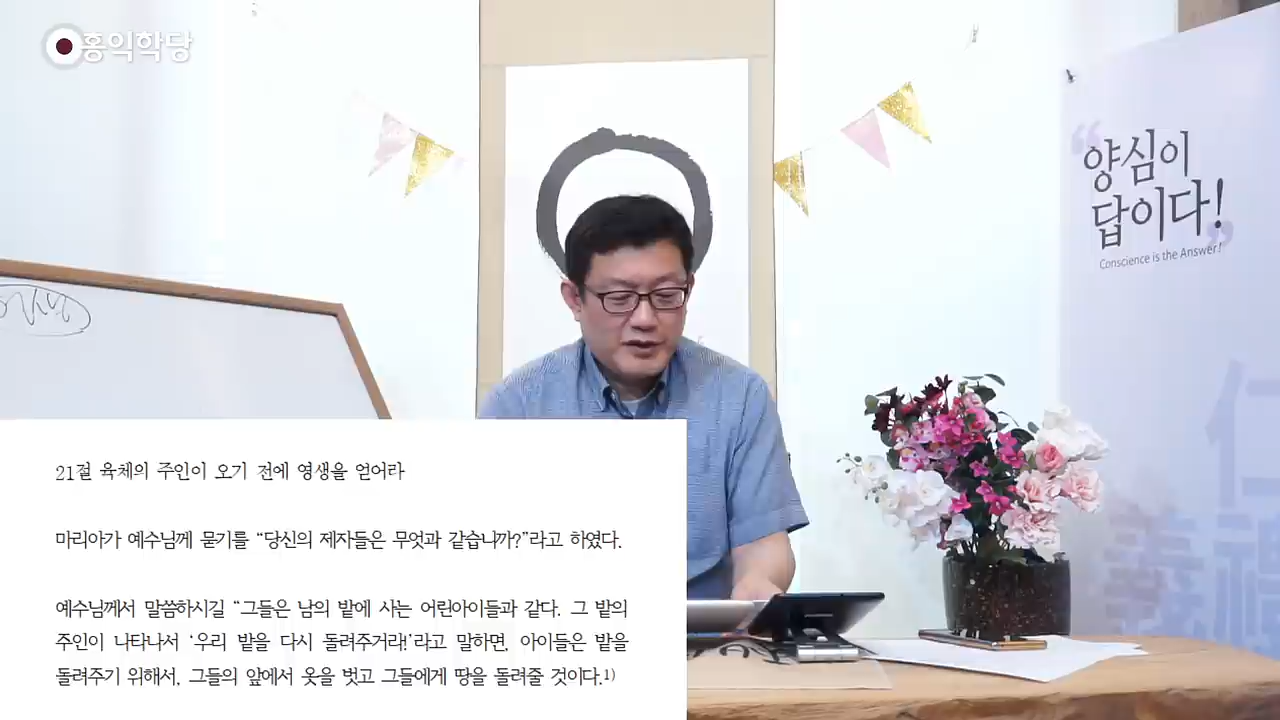 홍익학당
“양심이
답이다!”
Conscience is the Answer!
21절 육체의 주인이 오기 전에 영생을 얻어라
마리아가 예수님께 묻기를 “당신의 제자들은 무엇과 같습니까?”라고 하였다.
예수님께서 말씀하시길 “그들은 남의 밭에 사는 어린아이들과 같다. 그 밭의
주인이 나타나서 ‘우리 밭을 다시 돌려주거라!’라고 말하면, 아이들은 밭을
돌려주기 위해서, 그들의 앞에서 옷을 벗고 그들에게 땅을 돌려줄 것이다.1)